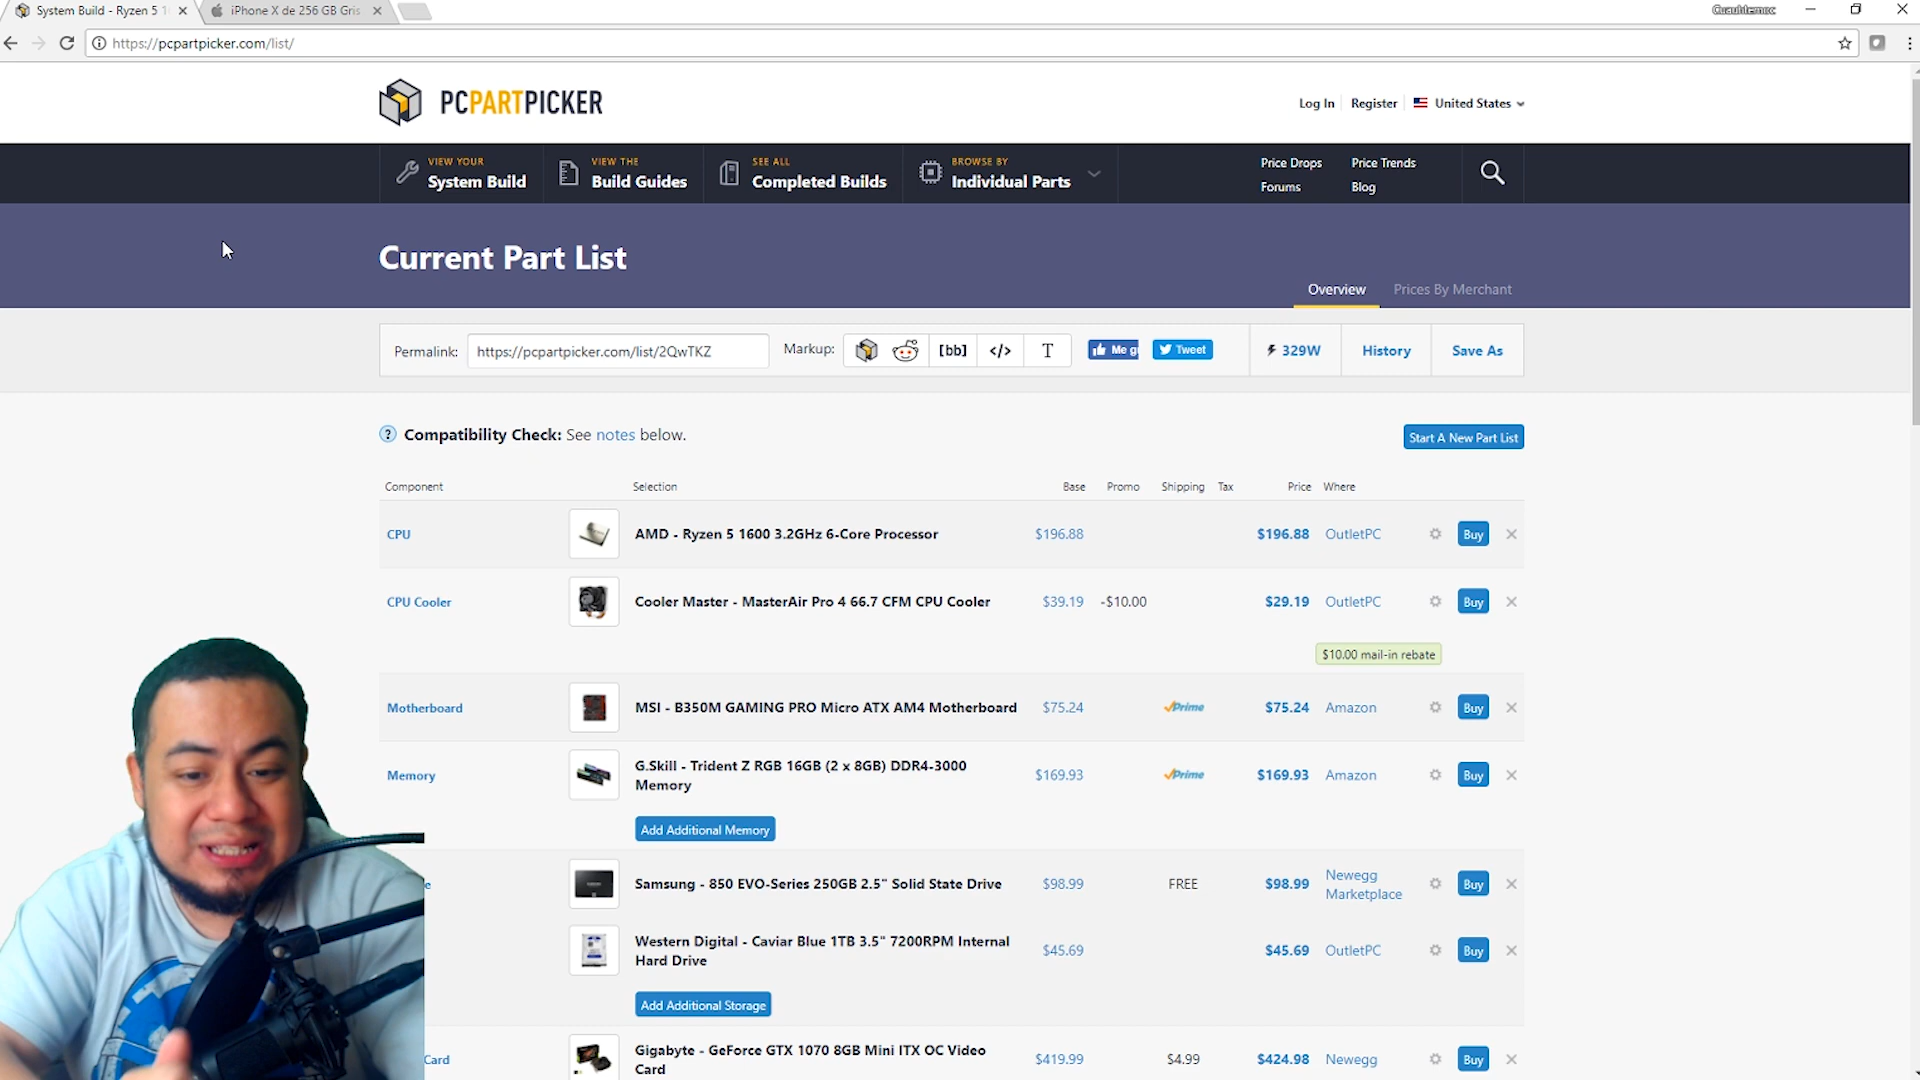 System Build - Ryzen 5 1
iPhone X de 256 GB Gris
Cuauhtemoc
https://pcpartpicker.com/list/
PCPARTPICKER
Log In
Register
United States
VIEW YOUR
System Build
VIEW THE
Build Guides
SEE ALL
Completed Builds
BROWSE BY
Individual Parts
Price Drops
Price Trends
Forums
Blog
Current Part List
Overview
Prices By Merchant
Permalink:
https://pcpartpicker.com/list/2QwTKZ
Markup:
[bb]
</>
T
Me g
Tweet
329W
History
Save As
? Compatibility Check: See notes below.
Start A New Part List
Component Selection Base Promo Shipping Tax Price Where
CPU AMD - Ryzen 5 1600 3.2GHz 6-Core Processor $196.88 $196.88 OutletPC Buy
CPU Cooler Cooler Master - MasterAir Pro 4 66.7 CFM CPU Cooler $39.19 -$10.00 $29.19 OutletPC Buy
$10.00 mail-in rebate
Motherboard MSI - B350M GAMING PRO Micro ATX AM4 Motherboard $75.24 Prime $75.24 Amazon Buy
Memory G.Skill - Trident Z RGB 16GB (2 x 8GB) DDR4-3000
Memory $169.93 Prime $169.93 Amazon Buy
Add Additional Memory
e Samsung - 850 EVO-Series 250GB 2.5" Solid State Drive $98.99 FREE $98.99 Newegg
Marketplace Buy
Western Digital - Caviar Blue 1TB 3.5" 7200RPM Internal
Hard Drive $45.69 $45.69 OutletPC Buy
Add Additional Storage
Card Gigabyte - GeForce GTX 1070 8GB Mini ITX OC Video
Card $419.99 $4.99 $424.98 Newegg Buy